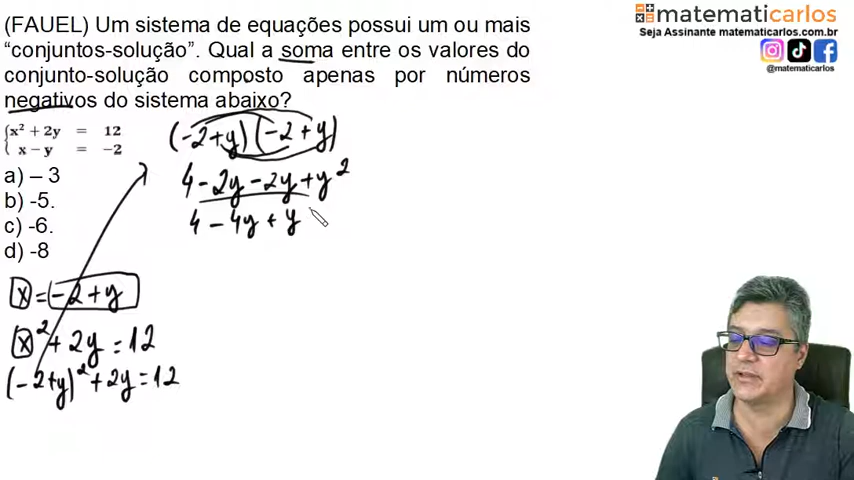 (FAUEL) Um sistema de equações possui um ou mais
“conjuntos-solução”. Qual a soma entre os valores do
conjunto-solução composto apenas por números
negativos do sistema abaixo?
x² + 2y = 12
x – y = –2
a) – 3
b) -5.
c) -6.
d) -8
x = -2 + y
x² + 2y = 12
(-2+y)² + 2y = 12
(-2+y)(-2+y)
4 - 2y - 2y + y²
4 - 4y + y
matematicarlos
Seja Assinante matematicarlos.com.br
@matematicarlos